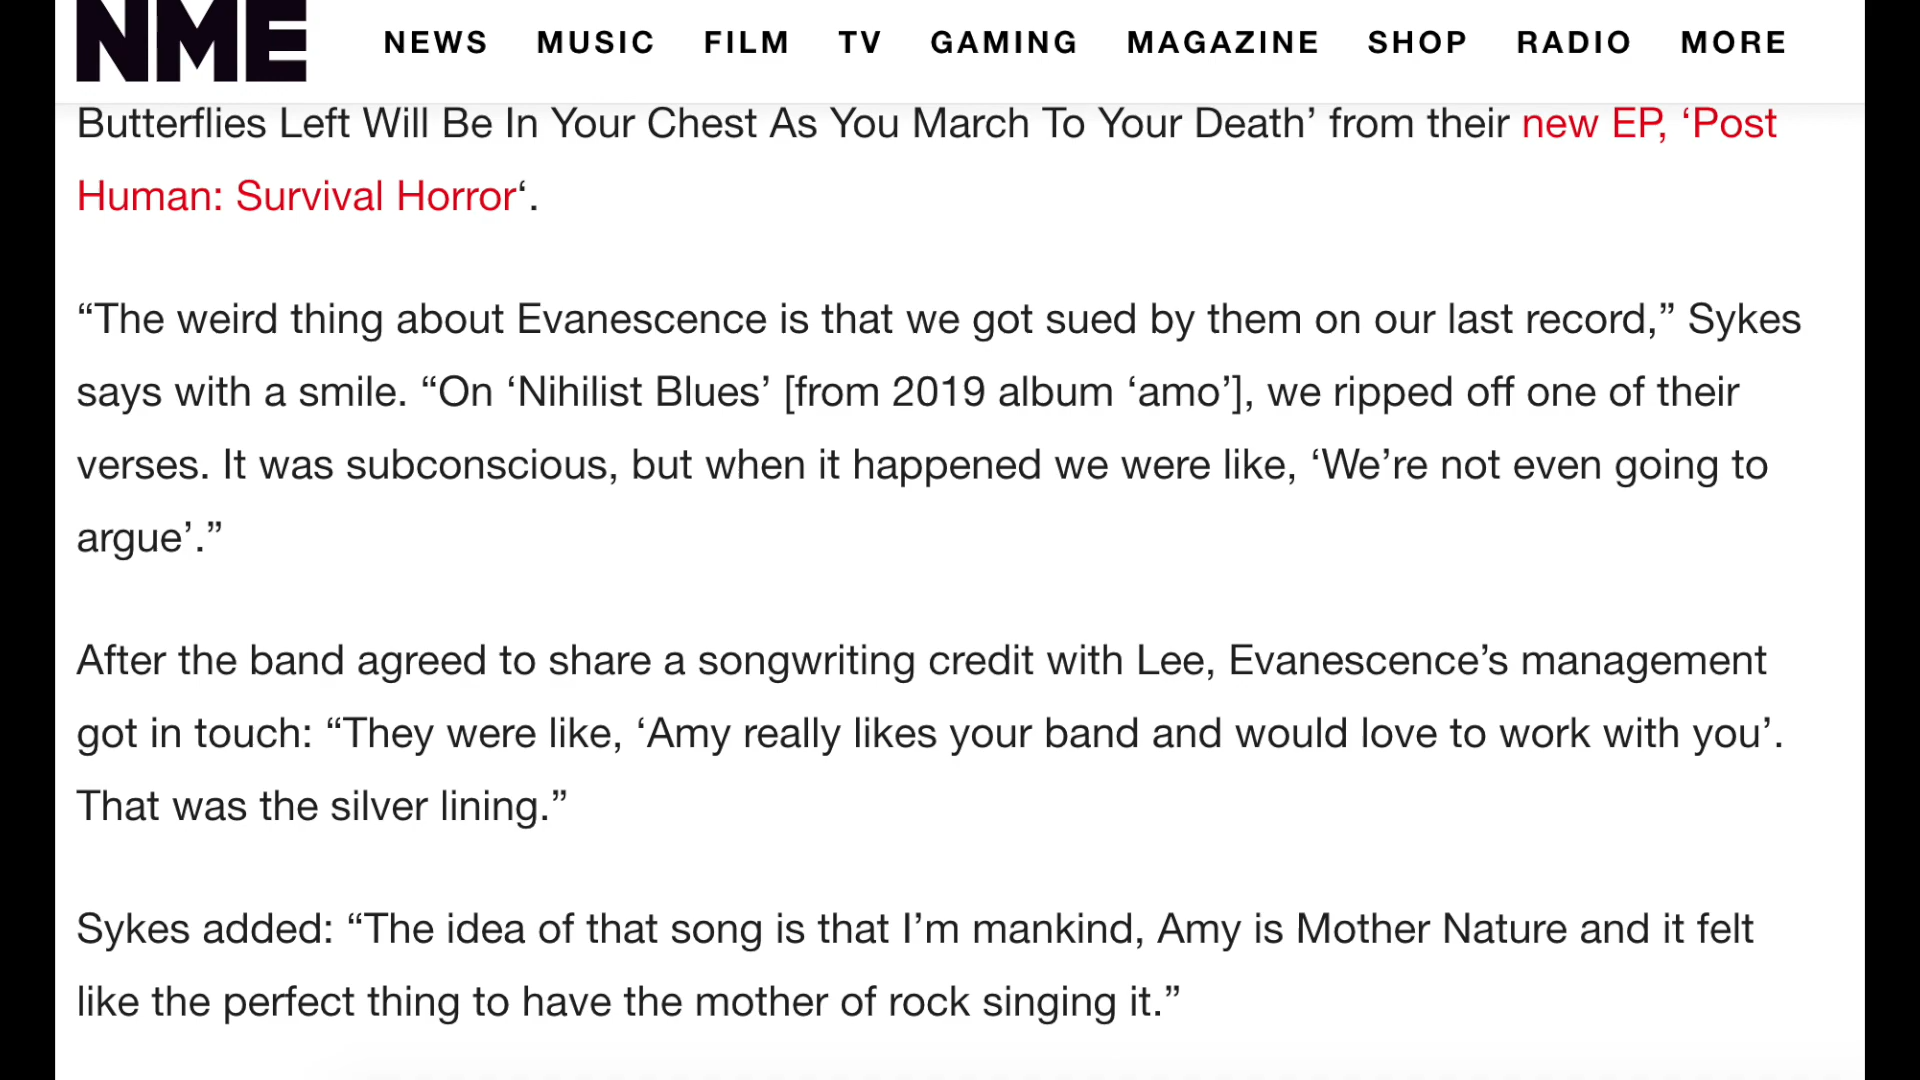 NME
NEWS MUSIC FILM TV GAMING MAGAZINE SHOP RADIO MORE
Butterflies Left Will Be In Your Chest As You March To Your Death’ from their new EP, ‘Post
Human: Survival Horror‘.
“The weird thing about Evanescence is that we got sued by them on our last record,” Sykes
says with a smile. “On ‘Nihilist Blues’ [from 2019 album ‘amo’], we ripped off one of their
verses. It was subconscious, but when it happened we were like, ‘We’re not even going to
argue’.”
After the band agreed to share a songwriting credit with Lee, Evanescence’s management
got in touch: “They were like, ‘Amy really likes your band and would love to work with you’.
That was the silver lining.”
Sykes added: “The idea of that song is that I’m mankind, Amy is Mother Nature and it felt
like the perfect thing to have the mother of rock singing it.”